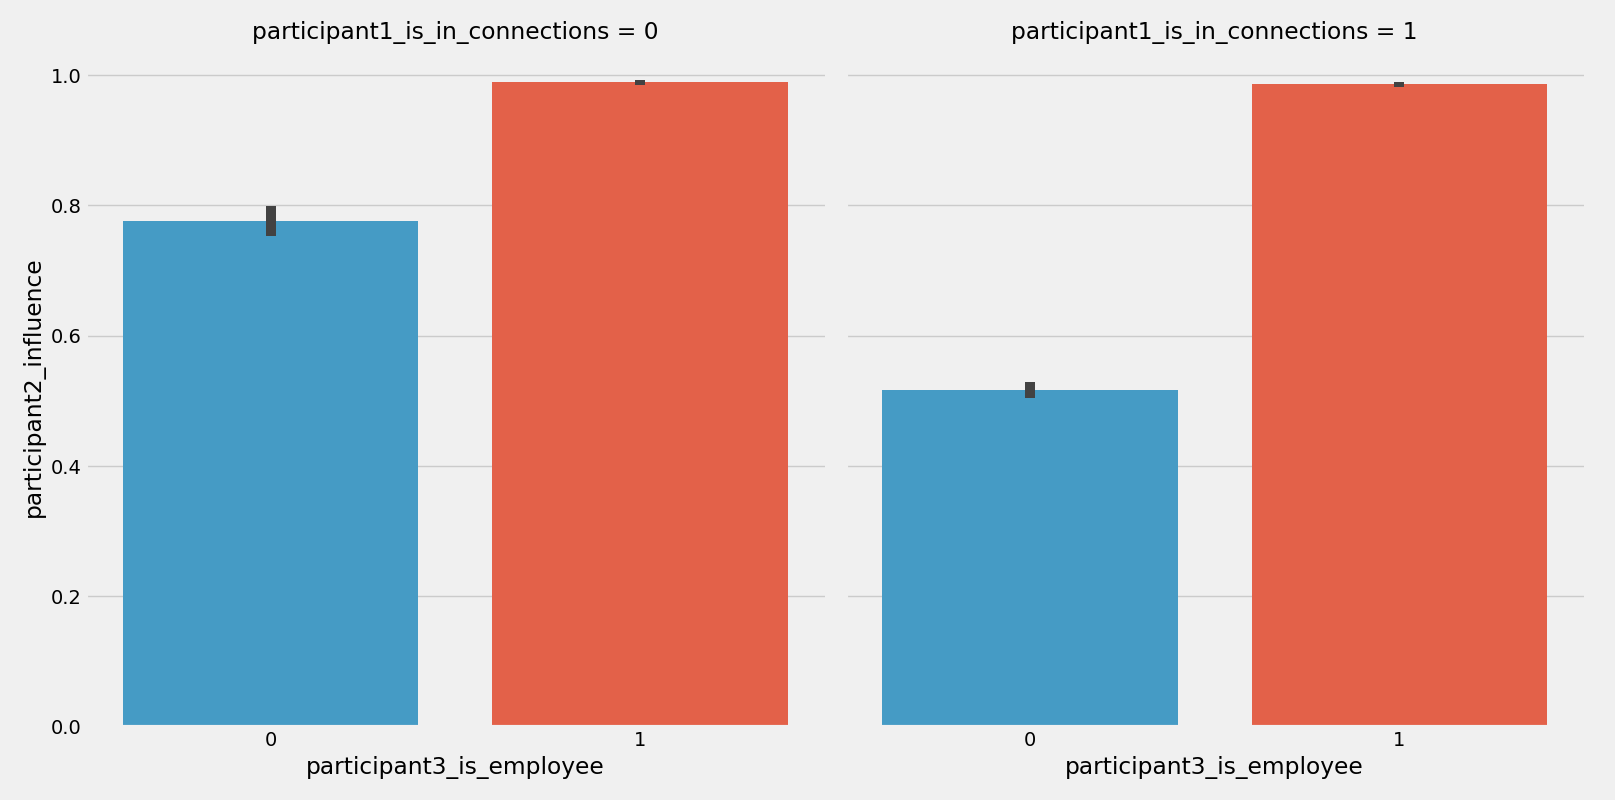 participant1_is_in_connections = 0
participant1_is_in_connections = 1
participant2_influence
1.0
0.8
0.6
0.4
0.2
0.0
0 1
0 1
participant3_is_employee
participant3_is_employee